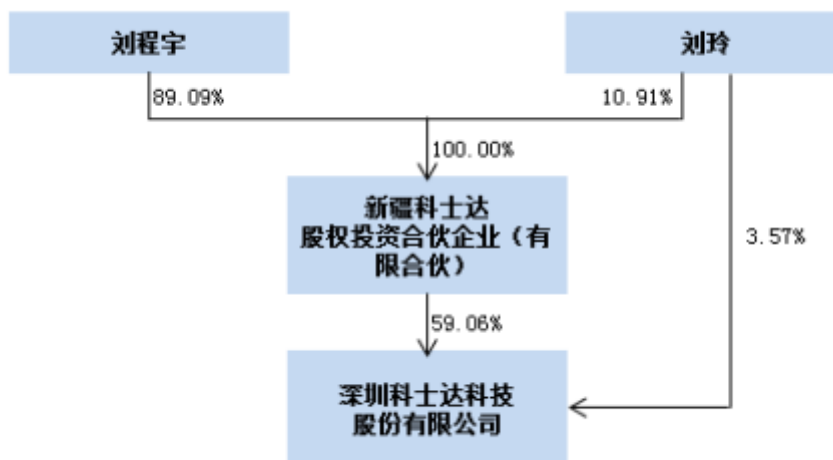 刘程宇
刘玲
89.09%
10.91%
100.00%
新疆科士达
股权投资合伙企业（有
限合伙）
3.57%
59.06%
深圳科士达科技
股份有限公司